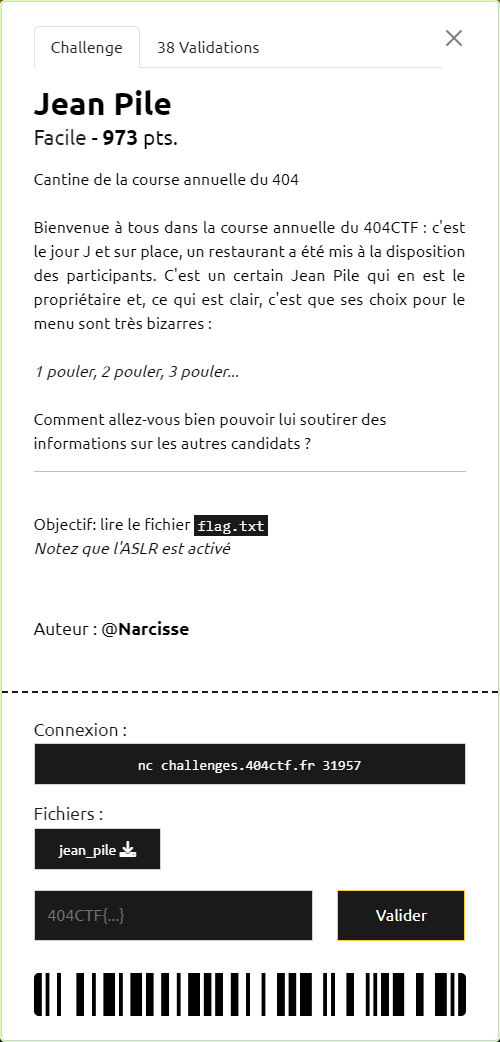 Challenge
38 Validations
Jean Pile
Facile - 973 pts.
Cantine de la course annuelle du 404
Bienvenue à tous dans la course annuelle du 404CTF : c'est
le jour J et sur place, un restaurant a été mis à la disposition
des participants. C'est un certain Jean Pile qui en est le
propriétaire et, ce qui est clair, c'est que ses choix pour le
menu sont très bizarres :
1 pouler, 2 pouler, 3 pouler...
Comment allez-vous bien pouvoir lui soutirer des
informations sur les autres candidats ?
Objectif: lire le fichier flag.txt
Notez que l'ASLR est activé
Auteur : @Narcisse
Connexion :
nc challenges.404ctf.fr 31957
Fichiers :
jean_pile
404CTF{...}
Valider